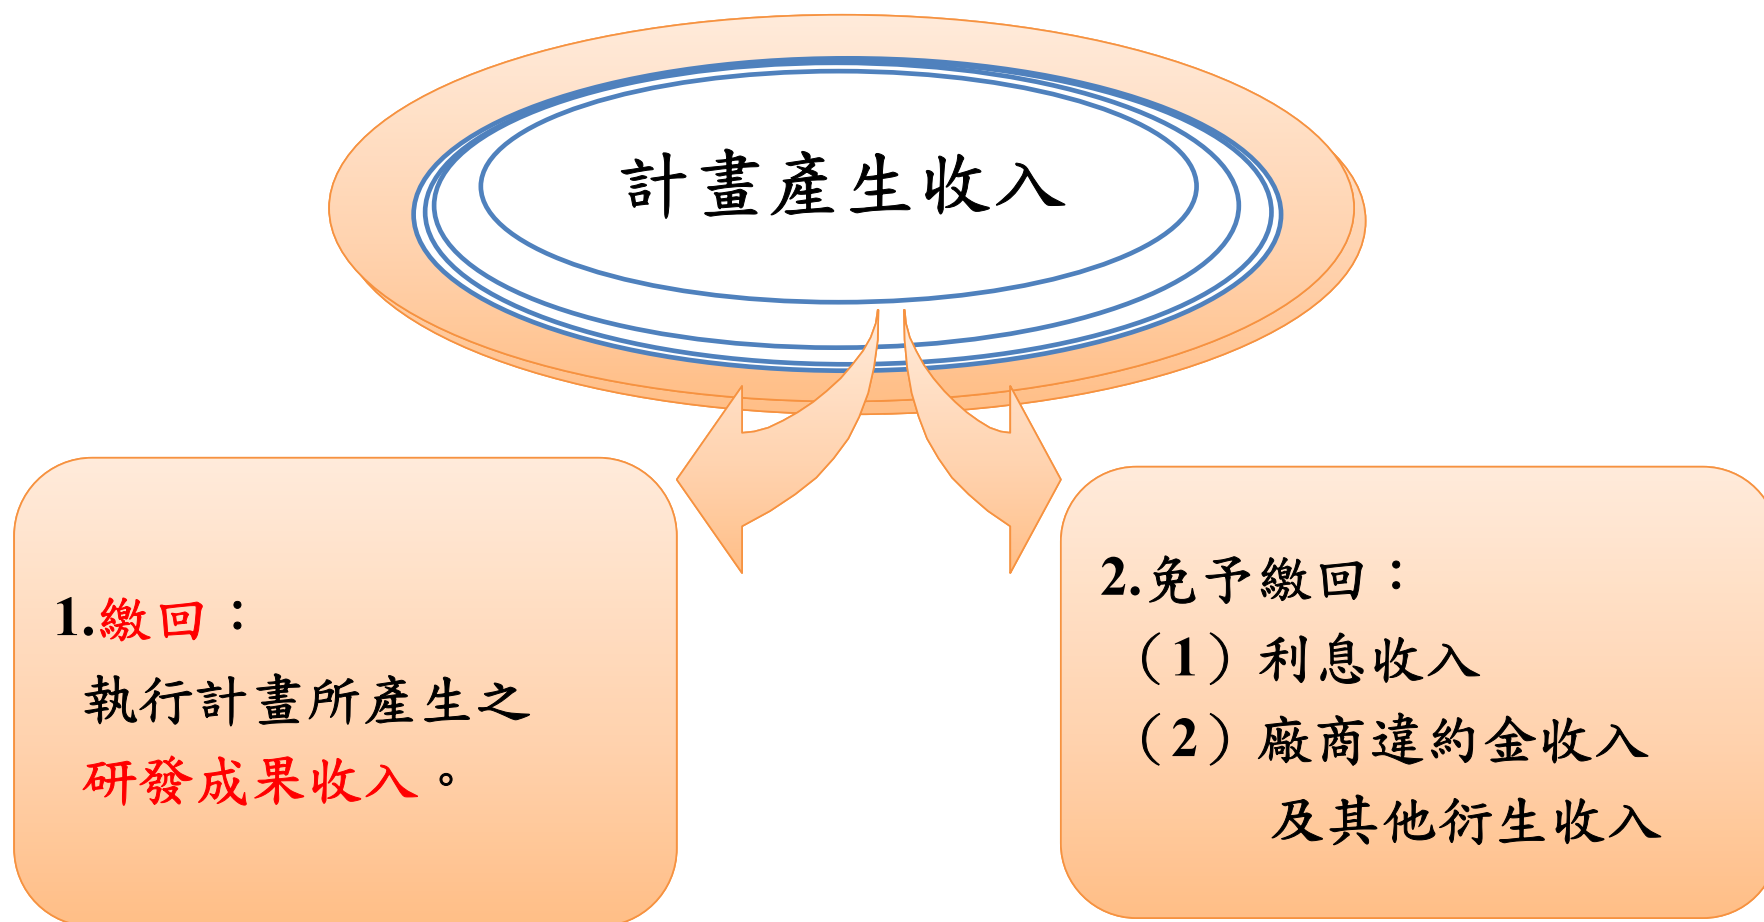 計畫產生收入
1.繳回：
執行計畫所產生之
研發成果收入。
2.免予繳回：
（1）利息收入
（2）廠商違約金收入
及其他衍生收入